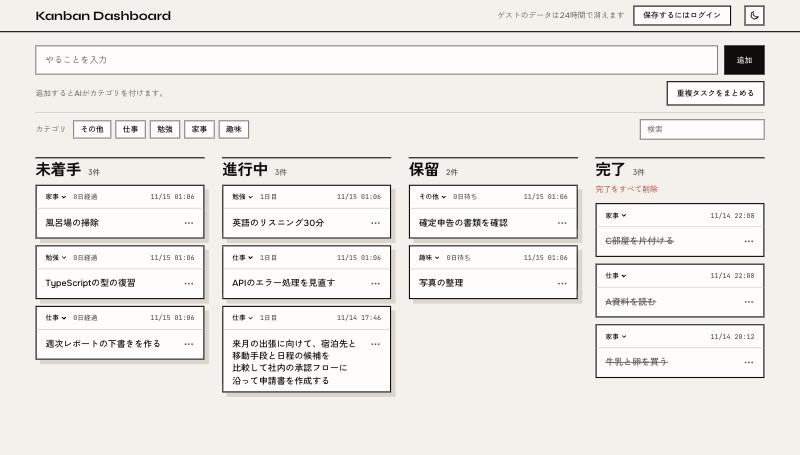 Kanban Dashboard
ゲストのデータは24時間で消えます
保存するにはログイン
やることを入力
追加
追加するとAIがカテゴリを付けます。
重複タスクをまとめる
カテゴリ
その他
仕事
勉強
家事
趣味
検索
未着手 3件
家事 0日経過 11/15 01:06
風呂場の掃除
勉強 0日経過 11/15 01:06
TypeScriptの型の復習
仕事 0日経過 11/15 01:06
週次レポートの下書きを作る
進行中 3件
勉強 1日目 11/15 01:06
英語のリスニング30分
仕事 1日目 11/15 01:06
APIのエラー処理を見直す
仕事 1日目 11/14 17:46
来月の出張に向けて、宿泊先と
移動手段と日程の候補を
比較して社内の承認フローに
沿って申請書を作成する
保留 2件
その他 0日待ち 11/15 01:06
確定申告の書類を確認
趣味 0日待ち 11/15 01:06
写真の整理
完了 3件
完了をすべて削除
家事 11/14 22:08
C部屋を片付ける
仕事 11/14 22:08
A資料を読む
家事 11/14 20:12
牛乳と卵を買う